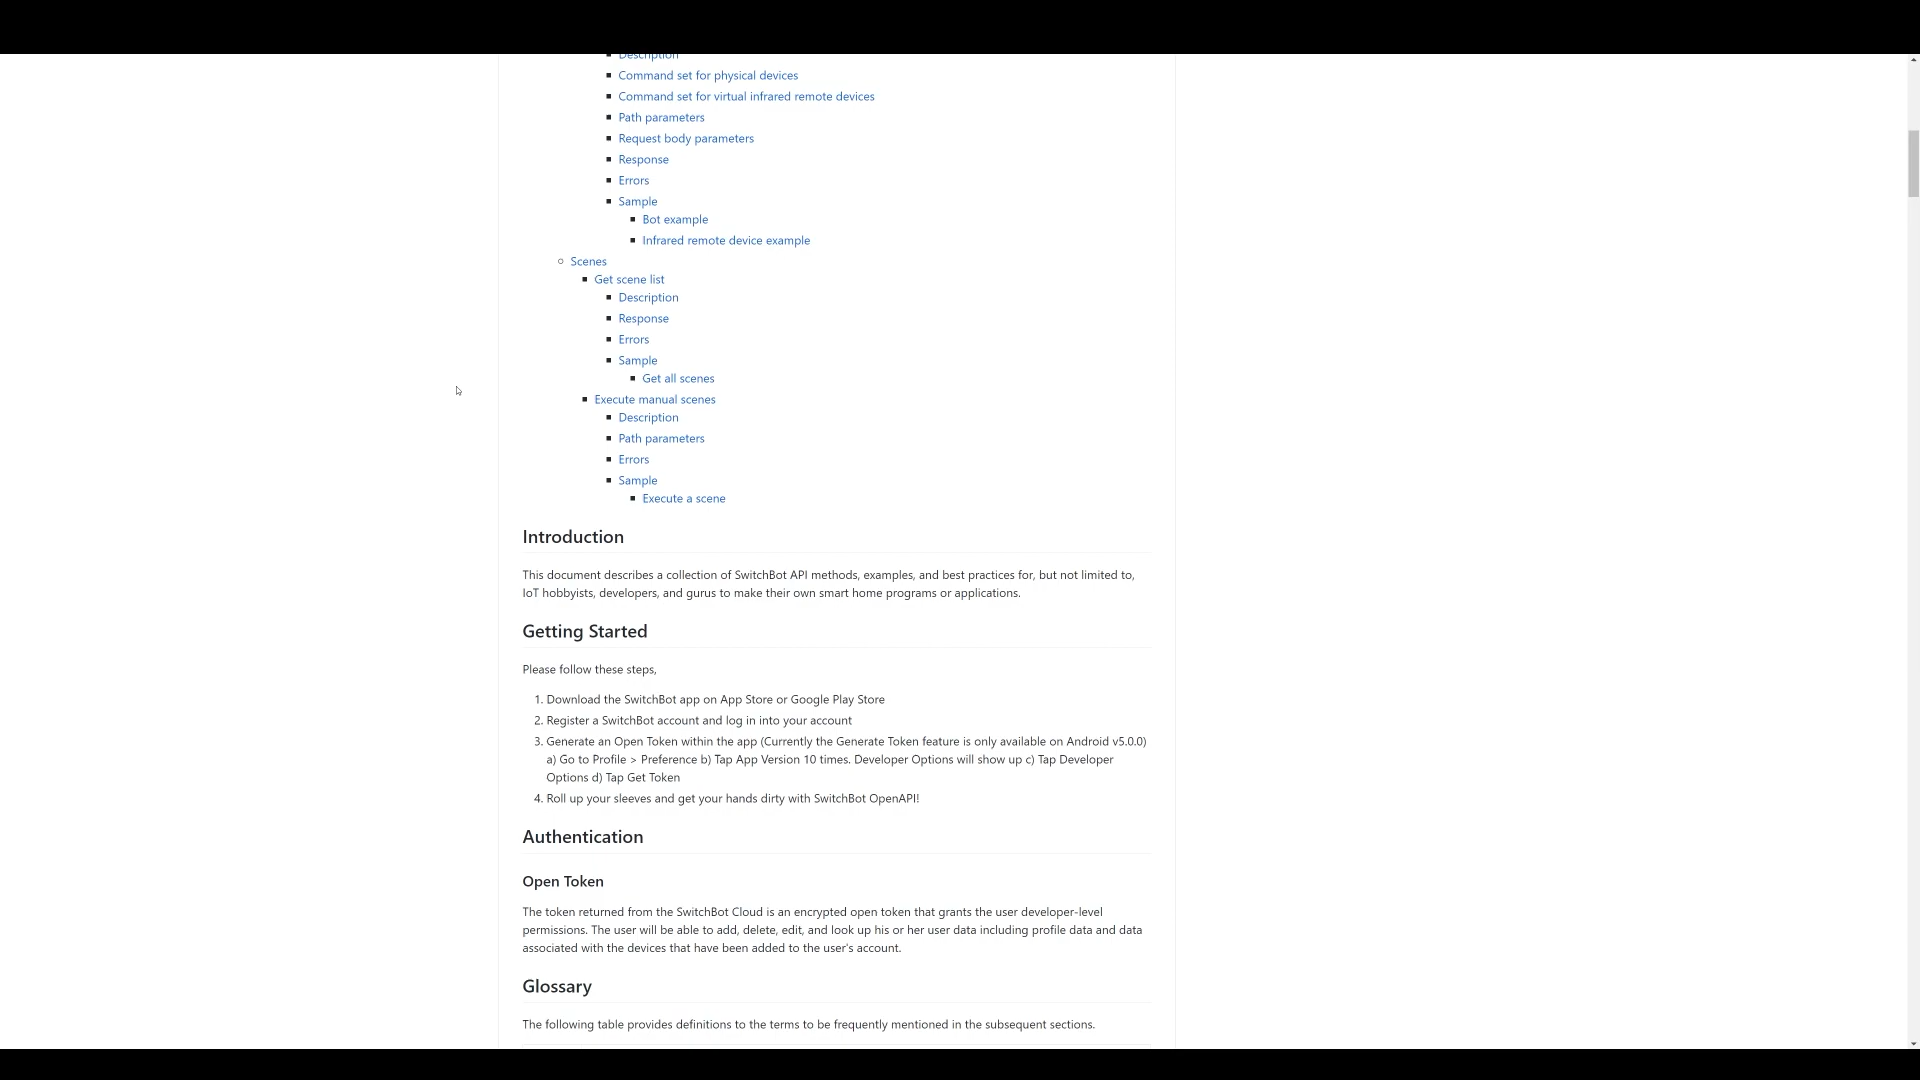 Description
Command set for physical devices
Command set for virtual infrared remote devices
Path parameters
Request body parameters
Response
Errors
Sample
Bot example
Infrared remote device example
Scenes
Get scene list
Description
Response
Errors
Sample
Get all scenes
Execute manual scenes
Description
Path parameters
Errors
Sample
Execute a scene
Introduction
This document describes a collection of SwitchBot API methods, examples, and best practices for, but not limited to,
IoT hobbyists, developers, and gurus to make their own smart home programs or applications.
Getting Started
Please follow these steps,
1. Download the SwitchBot app on App Store or Google Play Store
2. Register a SwitchBot account and log in into your account
3. Generate an Open Token within the app (Currently the Generate Token feature is only available on Android v5.0.0)
a) Go to Profile > Preference b) Tap App Version 10 times. Developer Options will show up c) Tap Developer
Options d) Tap Get Token
4. Roll up your sleeves and get your hands dirty with SwitchBot OpenAPI!
Authentication
Open Token
The token returned from the SwitchBot Cloud is an encrypted open token that grants the user developer-level
permissions. The user will be able to add, delete, edit, and look up his or her user data including profile data and data
associated with the devices that have been added to the user's account.
Glossary
The following table provides definitions to the terms to be frequently mentioned in the subsequent sections.